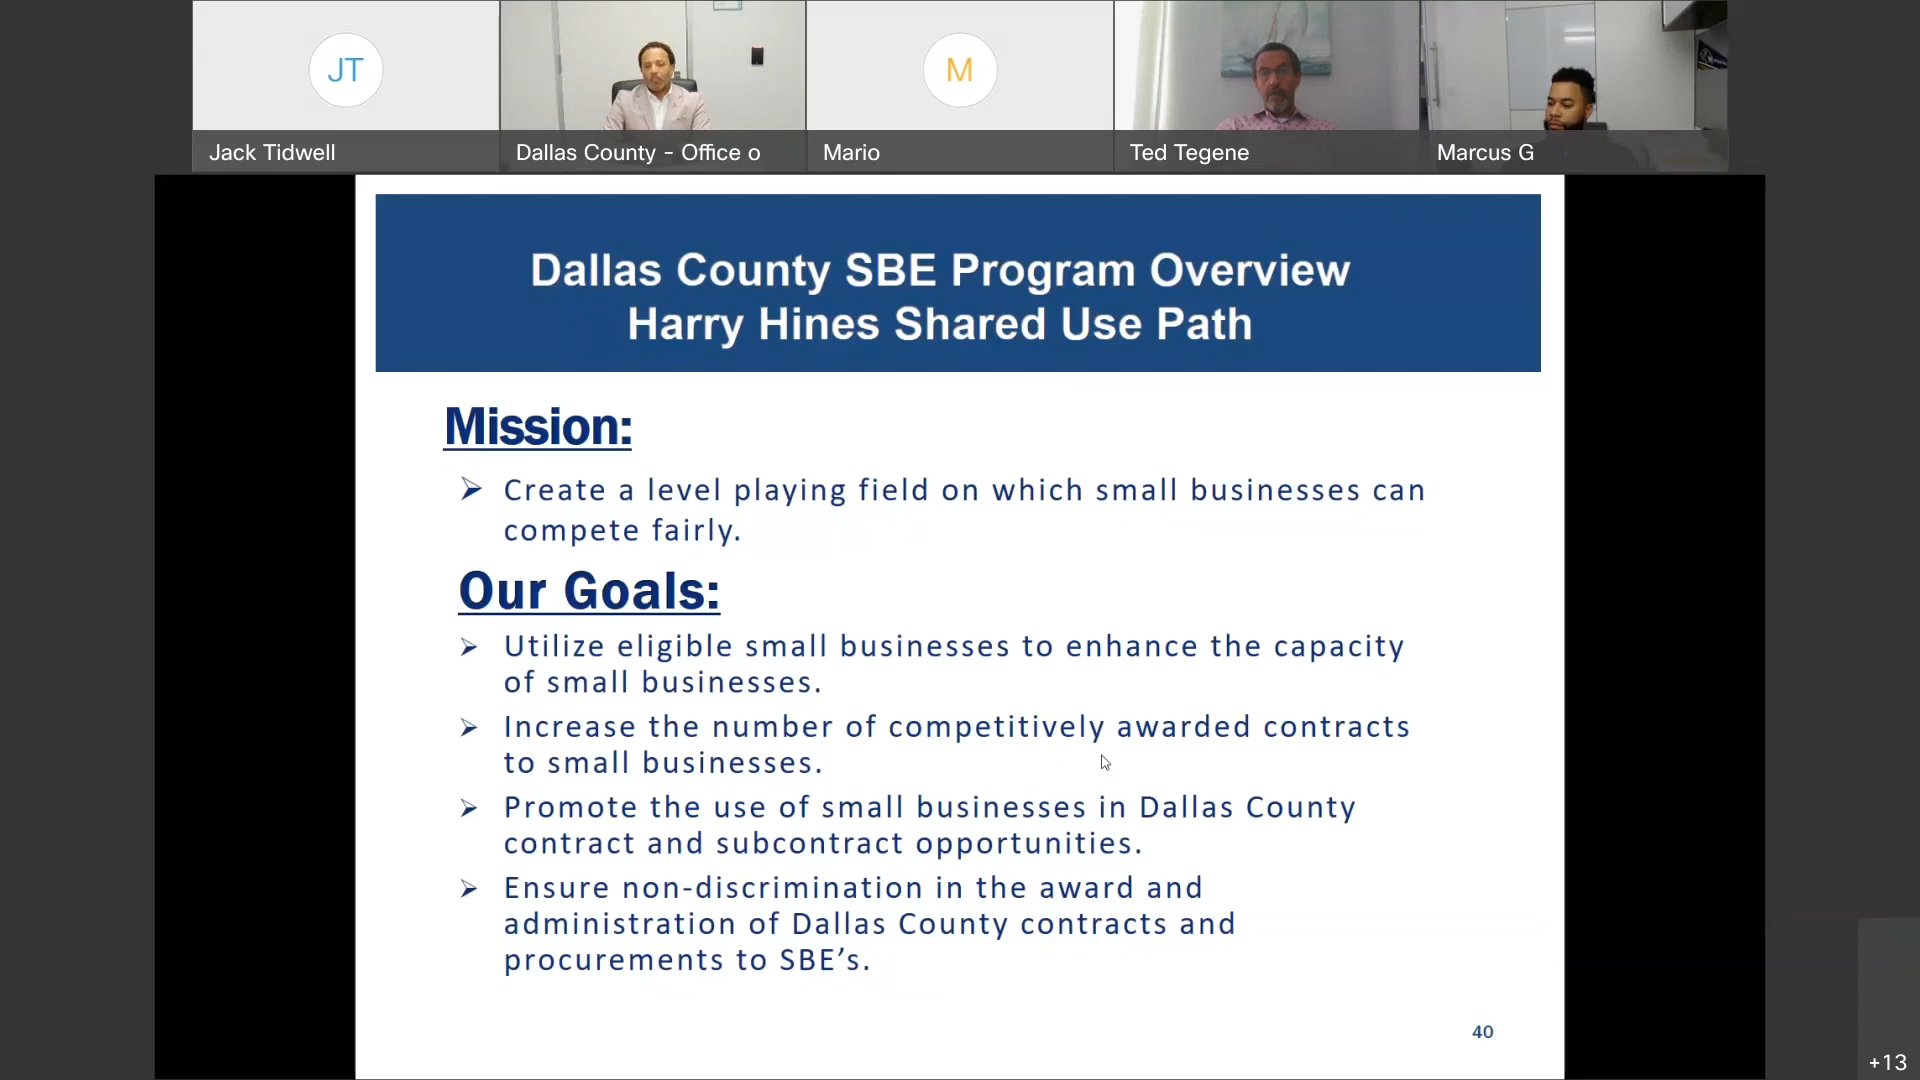 JT
M
Jack Tidwell
Dallas County - Office o
Mario
Ted Tegene
Marcus G
Dallas County SBE Program Overview
Harry Hines Shared Use Path
Mission:
Create a level playing field on which small businesses can
compete fairly.
Our Goals:
Utilize eligible small businesses to enhance the capacity
of small businesses.
Increase the number of competitively awarded contracts
to small businesses.
Promote the use of small businesses in Dallas County
contract and subcontract opportunities.
Ensure non-discrimination in the award and
administration of Dallas County contracts and
procurements to SBE’s.
40
+13